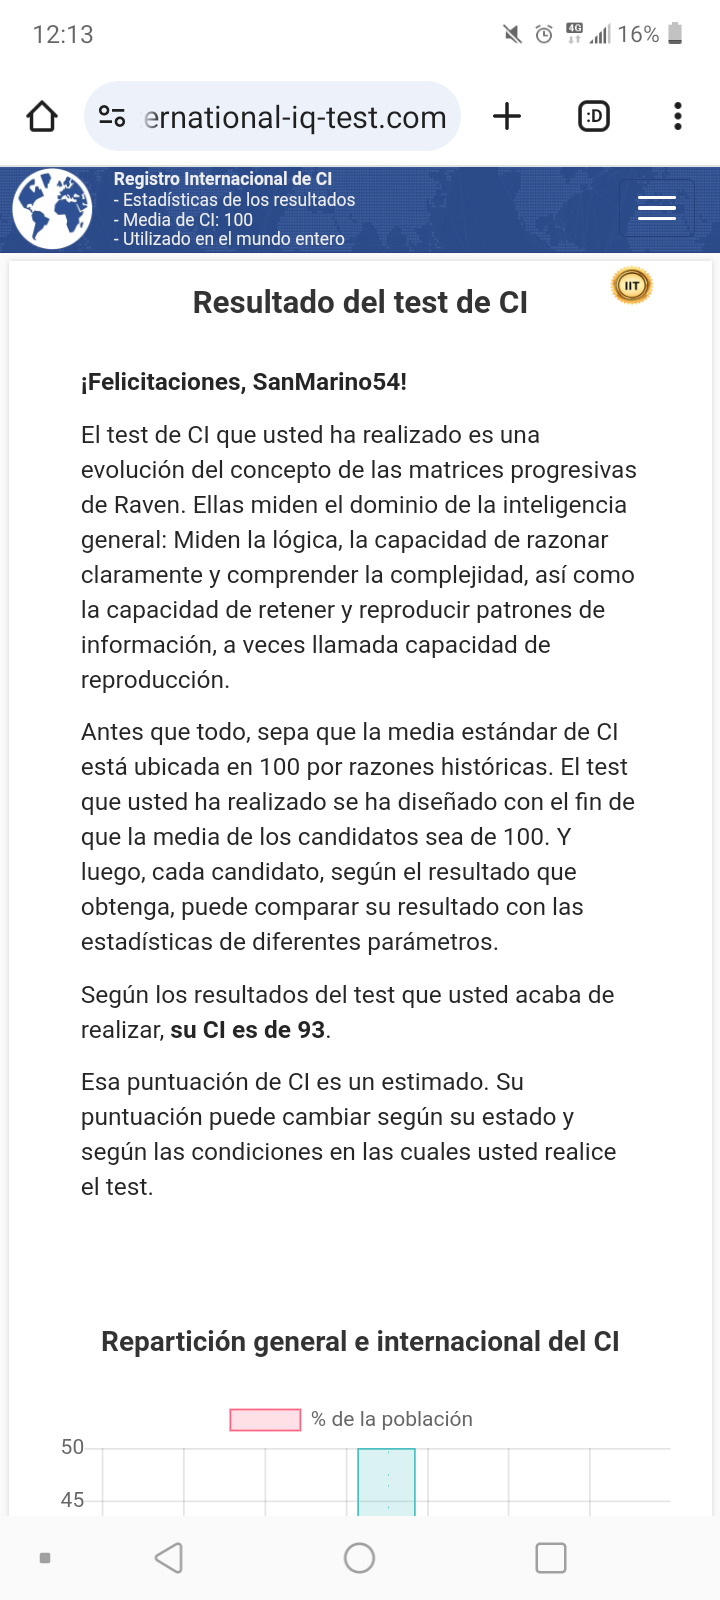 12:13
4G
16%
ernational-iq-test.com
:D
Registro Internacional de CI
- Estadísticas de los resultados
- Media de CI: 100
- Utilizado en el mundo entero
Resultado del test de CI
IIT
¡Felicitaciones, SanMarino54!
El test de CI que usted ha realizado es una
evolución del concepto de las matrices progresivas
de Raven. Ellas miden el dominio de la inteligencia
general: Miden la lógica, la capacidad de razonar
claramente y comprender la complejidad, así como
la capacidad de retener y reproducir patrones de
información, a veces llamada capacidad de
reproducción.
Antes que todo, sepa que la media estándar de CI
está ubicada en 100 por razones históricas. El test
que usted ha realizado se ha diseñado con el fin de
que la media de los candidatos sea de 100. Y
luego, cada candidato, según el resultado que
obtenga, puede comparar su resultado con las
estadísticas de diferentes parámetros.
Según los resultados del test que usted acaba de
realizar, su CI es de 93.
Esa puntuación de CI es un estimado. Su
puntuación puede cambiar según su estado y
según las condiciones en las cuales usted realice
el test.
Repartición general e internacional del CI
% de la población
50
45